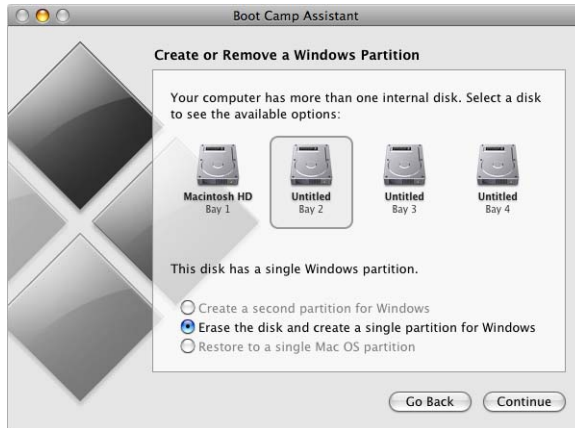 Boot Camp Assistant
Create or Remove a Windows Partition
Your computer has more than one internal disk. Select a disk
to see the available options:
Macintosh HD
Bay 1
Untitled
Bay 2
Untitled
Bay 3
Untitled
Bay 4
This disk has a single Windows partition.
Create a second partition for Windows
Erase the disk and create a single partition for Windows
Restore to a single Mac OS partition
Go Back
Continue